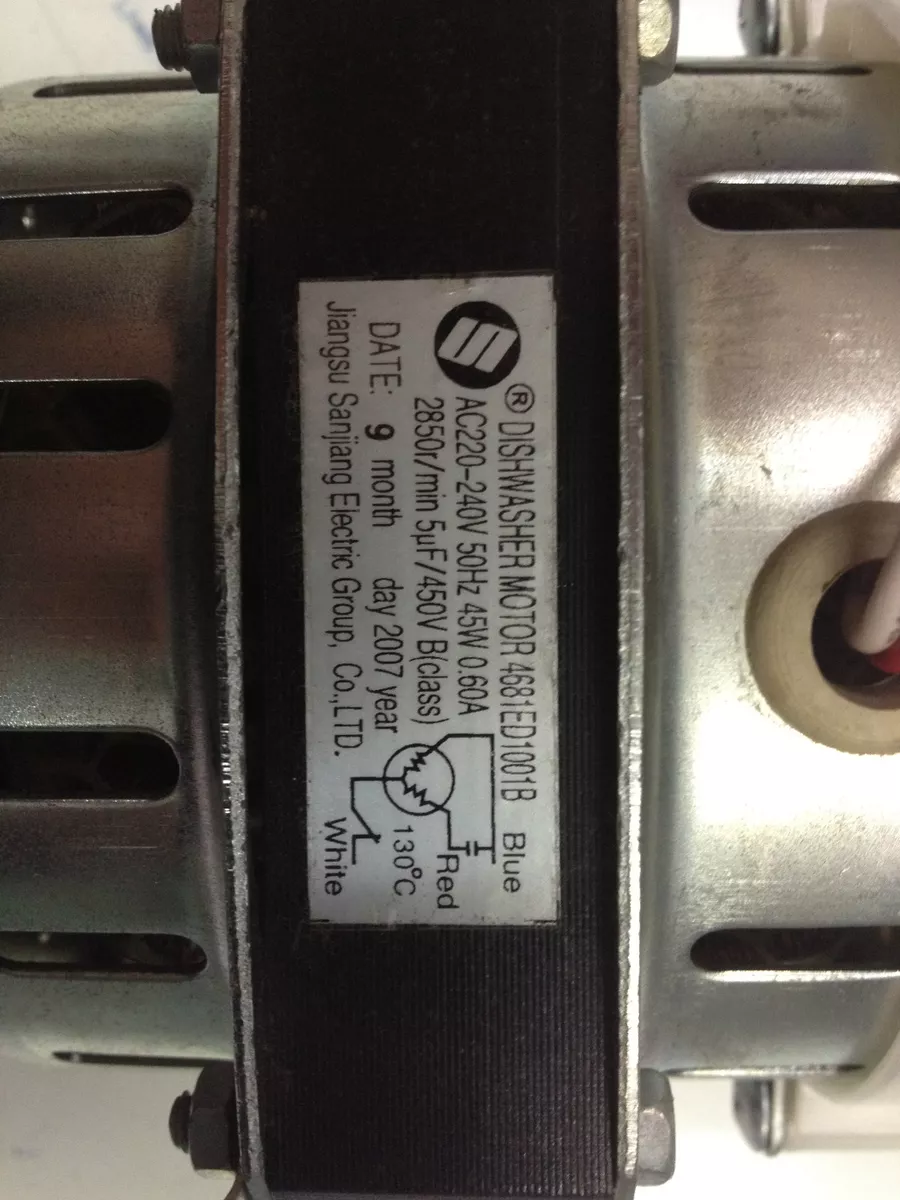 ® DISHWASHER MOTOR 4681ED1001B
AC220-240V 50Hz 45W 0.60A
2850r/min 5μF/450V B(class)
DATE: 9 month day 2007 year
Jiangsu Sanjiang Electric Group, Co.,LTD.
Blue
Red
130°C
White